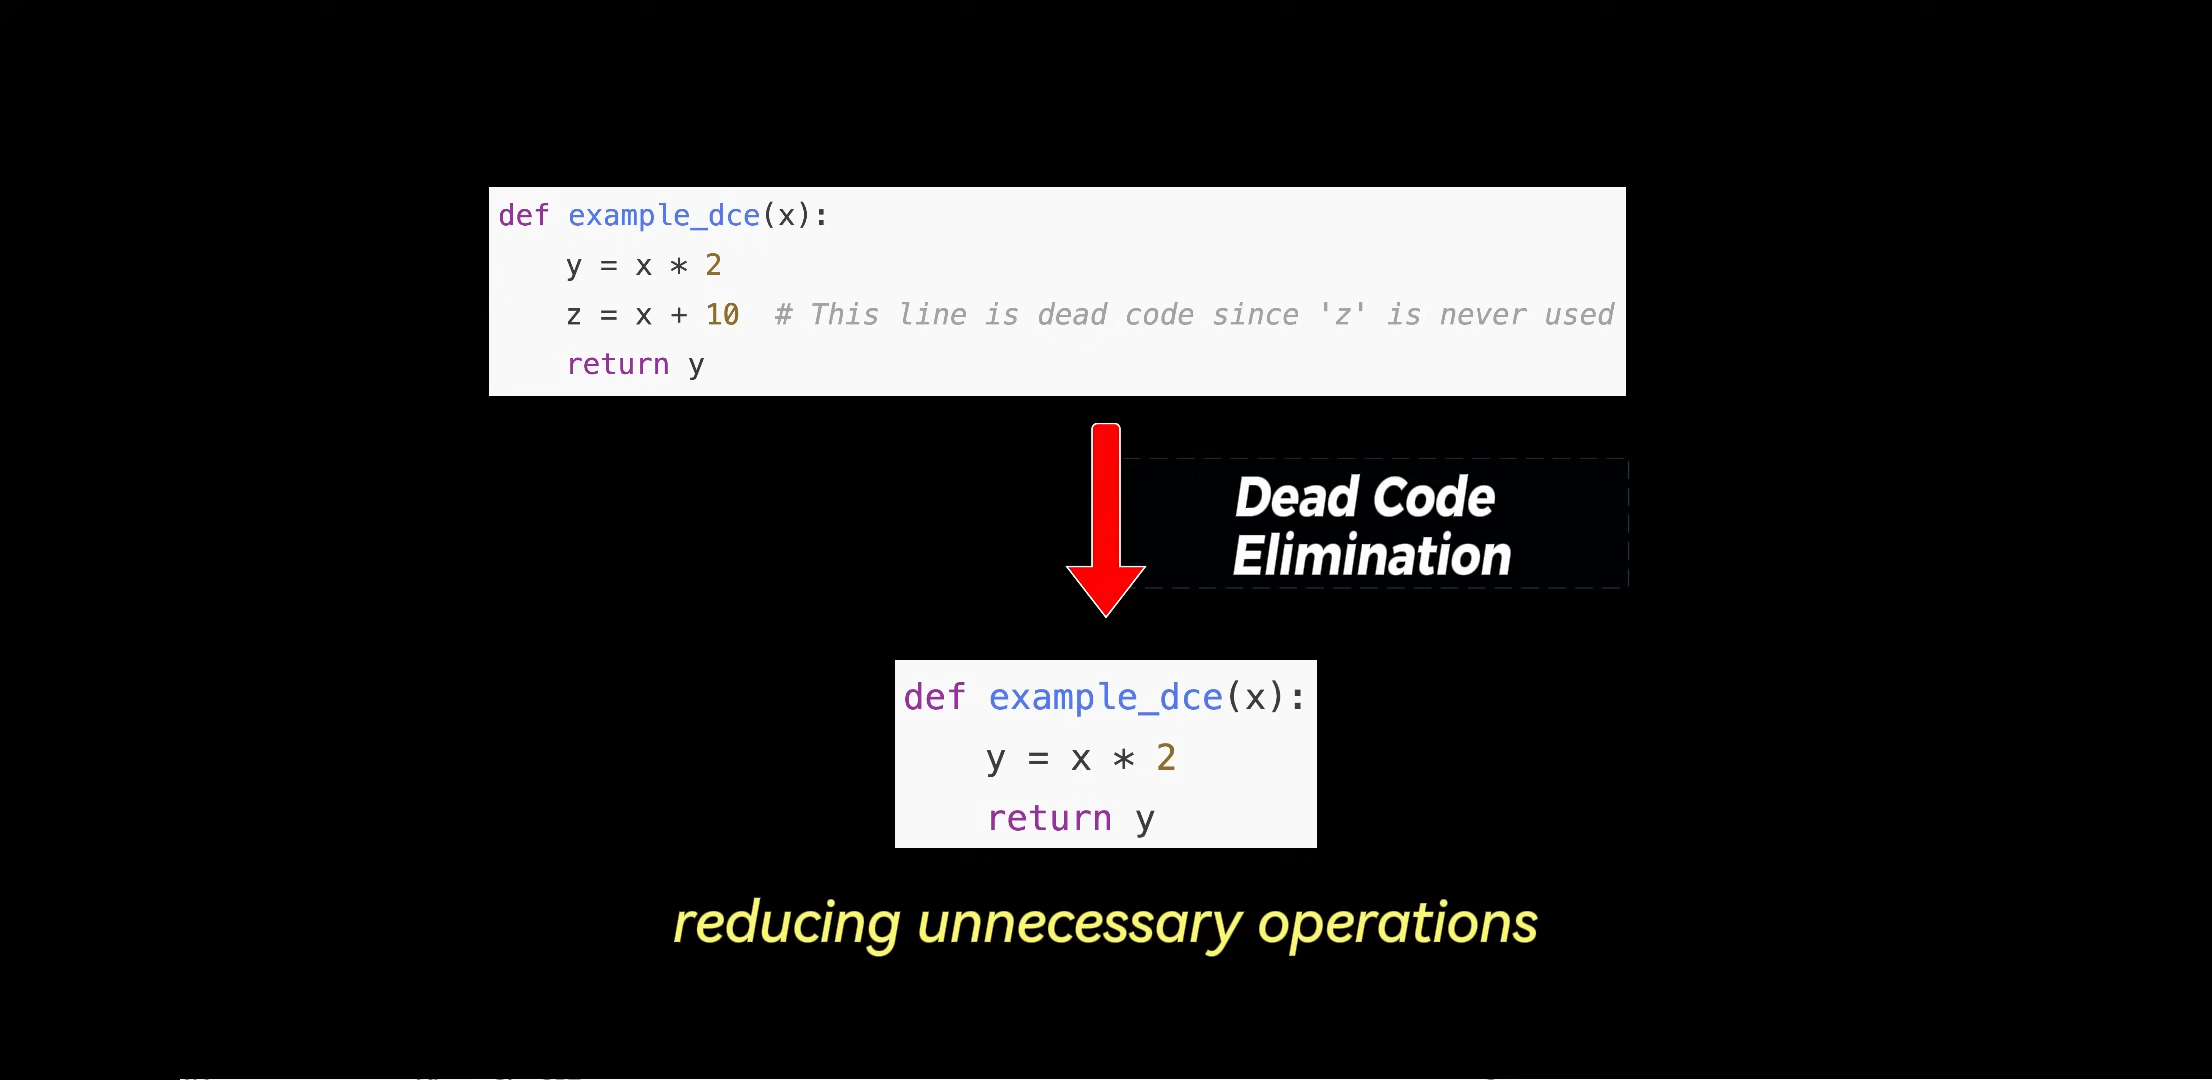 def example_dce(x):
    y = x * 2
    z = x + 10  # This line is dead code since 'z' is never used
    return y
Dead Code
Elimination
def example_dce(x):
    y = x * 2
    return y
reducing unnecessary operations